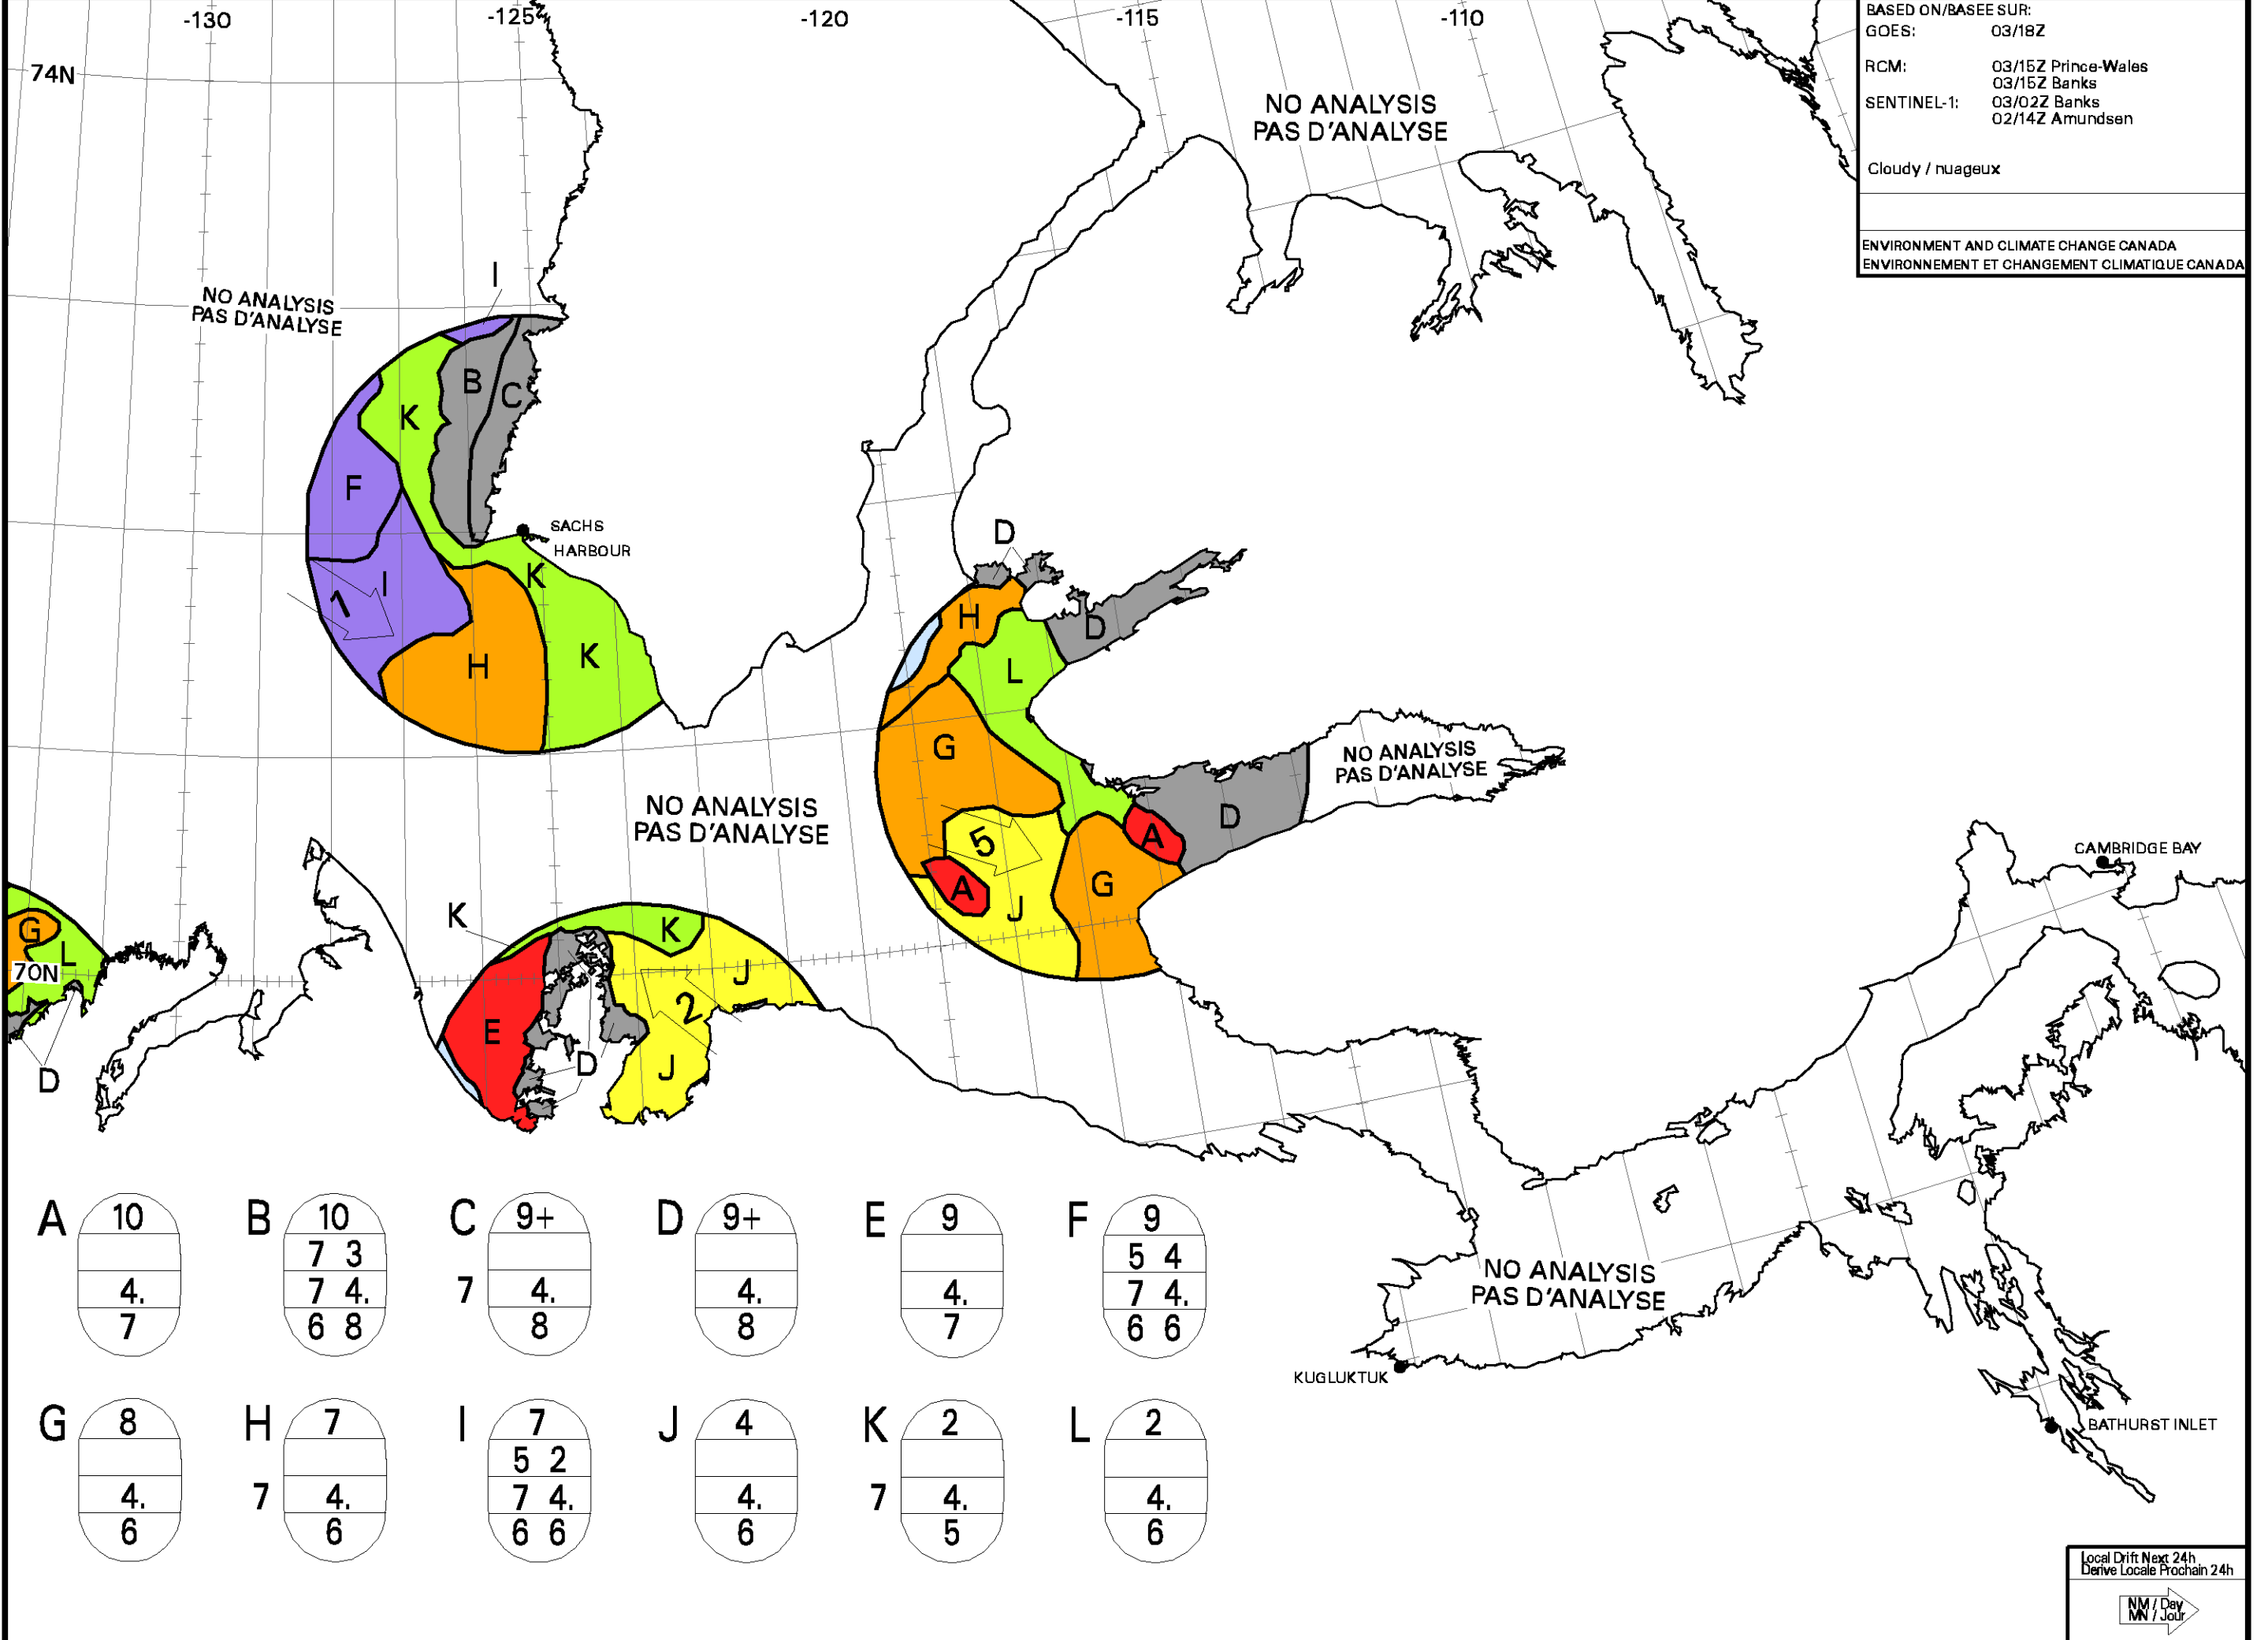 -130
-125
-120
-115
-110
74N
BASED ON/BASEE SUR:
GOES: 03/18Z
RCM: 03/15Z Prince-Wales
03/15Z Banks
SENTINEL-1: 03/02Z Banks
02/14Z Amundsen
Cloudy / nuageux
ENVIRONMENT AND CLIMATE CHANGE CANADA
ENVIRONNEMENT ET CHANGEMENT CLIMATIQUE CANADA
NO ANALYSIS
PAS D'ANALYSE
NO ANALYSIS
PAS D'ANALYSE
I
B
C
K
F
SACHS
HARBOUR
I
1
K
H
K
D
H
D
L
G
NO ANALYSIS
PAS D'ANALYSE
D
NO ANALYSIS
PAS D'ANALYSE
5
A
A
G
J
CAMBRIDGE BAY
G
L
70N
D
K
K
J
2
E
D
J
NO ANALYSIS
PAS D'ANALYSE
KUGLUKTUK
BATHURST INLET
A 10
4.
7
B 10
7 3
7 4.
6 8
C 9+
7 4.
8
D 9+
4.
8
E 9
4.
7
F 9
5 4
7 4.
6 6
G 8
4.
6
H 7
7 4.
6
I 7
5 2
7 4.
6 6
J 4
4.
6
K 2
7 4.
5
L 2
4.
6
Local Drift Next 24h
Derive Locale Prochain 24h
NM / Day
MN / Jour